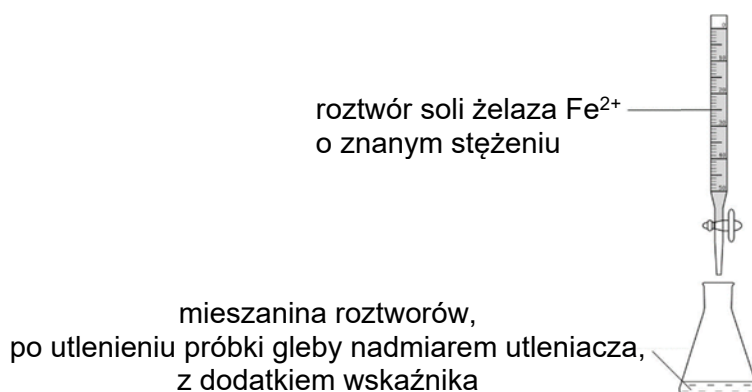 roztwór soli żelaza Fe²⁺
o znanym stężeniu
mieszanina roztworów,
po utlenieniu próbki gleby nadmiarem utleniacza,
z dodatkiem wskaźnika